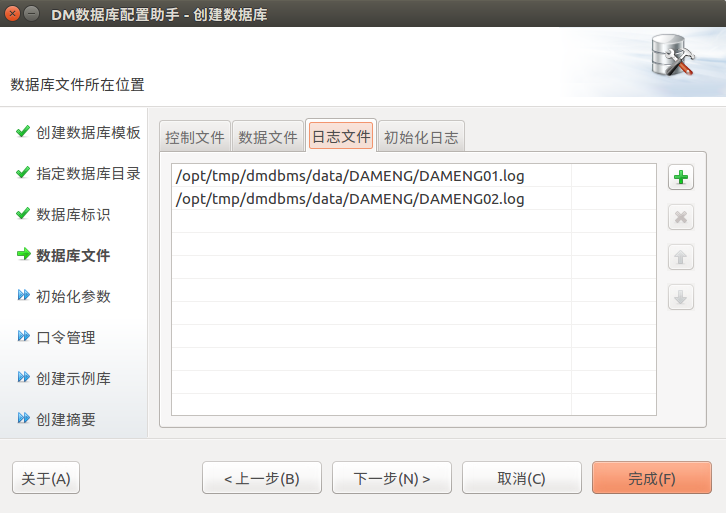 DM数据库配置助手 - 创建数据库
数据库文件所在位置
创建数据库模板
指定数据库目录
数据库标识
数据库文件
初始化参数
口令管理
创建示例库
创建摘要
控制文件
数据文件
日志文件
初始化日志
/opt/tmp/dmdbms/data/DAMENG/DAMENG01.log
/opt/tmp/dmdbms/data/DAMENG/DAMENG02.log
关于(A)
< 上一步(B)
下一步(N) >
取消(C)
完成(F)